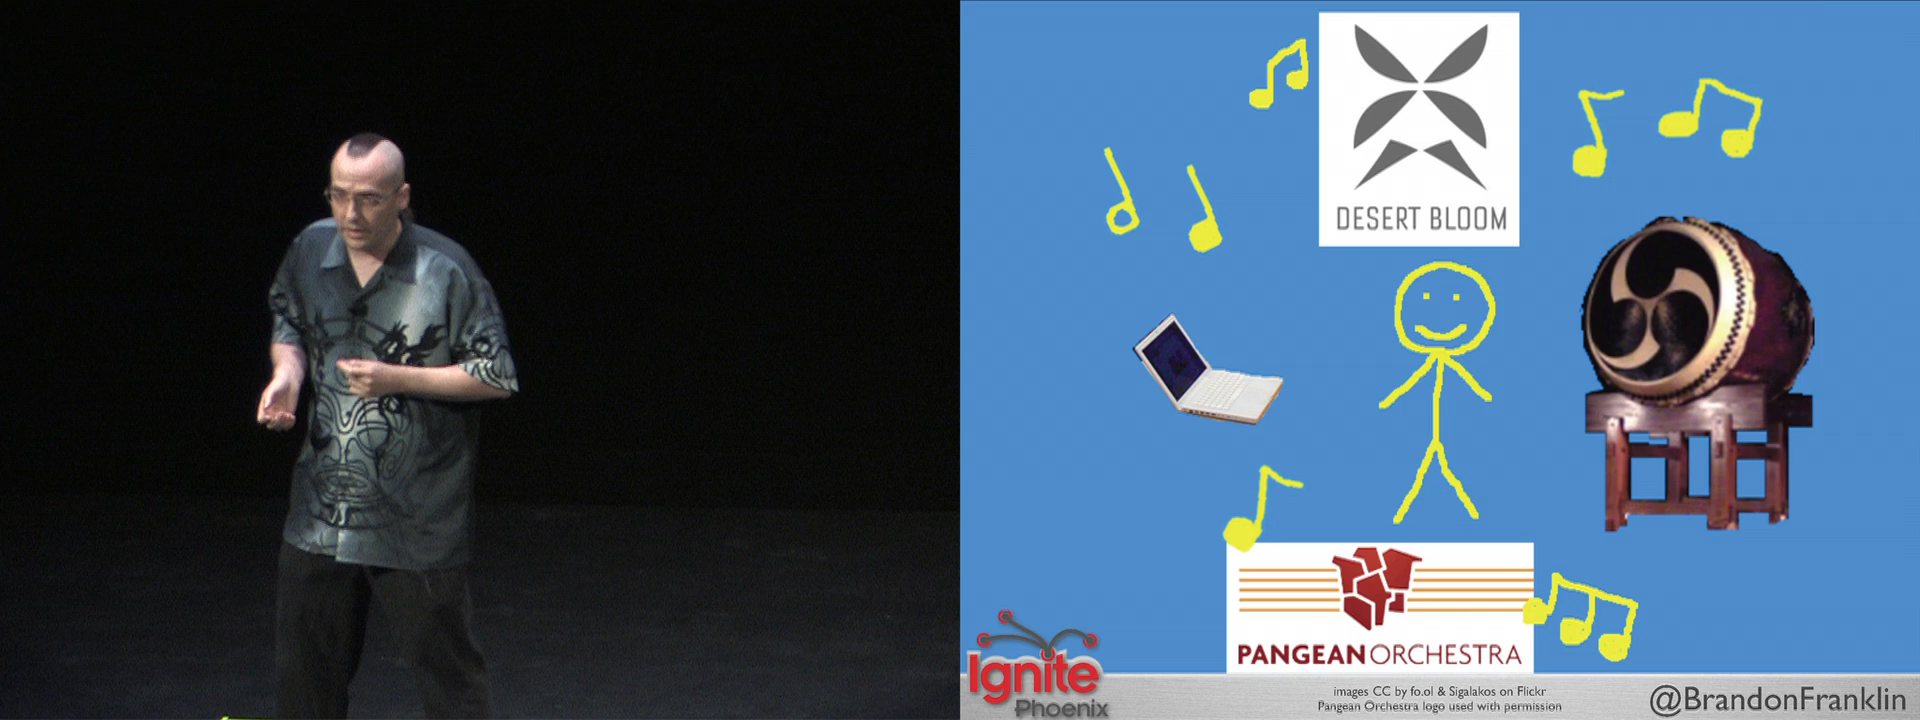 DESERT BLOOM
PANGEAN ORCHESTRA
Ignite
Phoenix
images CC by fo.ol & Sigalakos on Flickr
Pangean Orchestra logo used with permission
@BrandonFranklin